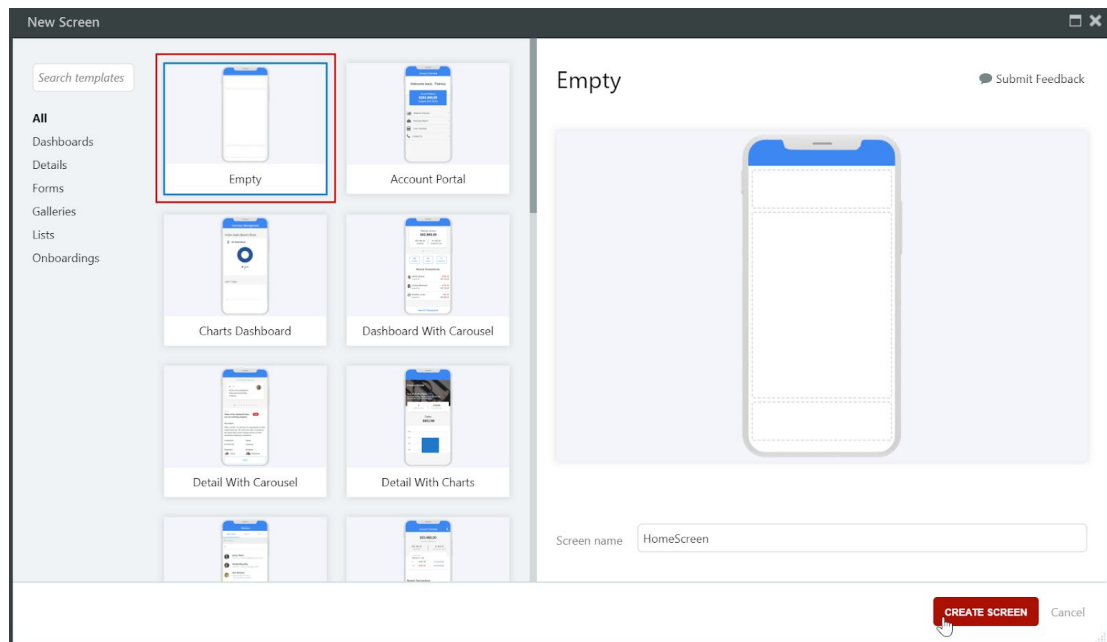 New Screen
Search templates
All
Dashboards
Details
Forms
Galleries
Lists
Onboardings
Empty
Account Portal
Charts Dashboard
Dashboard With Carousel
Detail With Carousel
Detail With Charts
Empty
Submit Feedback
Screen name
HomeScreen
CREATE SCREEN
Cancel